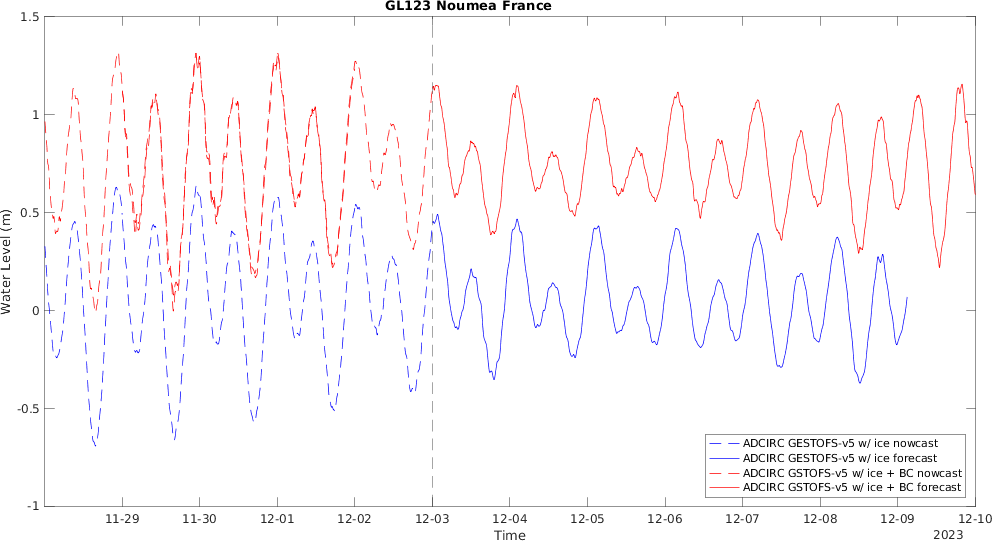 GL123 Noumea France
1.5
1
0.5
0
-0.5
-1
Water Level (m)
11-29 11-30 12-01 12-02 12-03 12-04 12-05 12-06 12-07 12-08 12-09 12-10
Time
2023
ADCIRC GESTOFS-v5 w/ ice nowcast
ADCIRC GESTOFS-v5 w/ ice forecast
ADCIRC GSTOFS-v5 w/ ice + BC nowcast
ADCIRC GSTOFS-v5 w/ ice + BC forecast